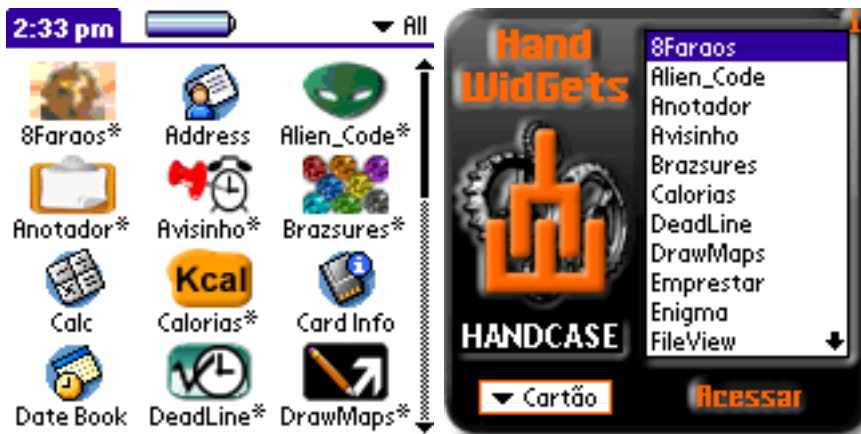 2:33 pm All
8Faraos* Address Alien_Code*
Anotador* Avisinho* Brazsures*
Kcal
Calc Calorias* Card Info
Date Book DeadLine* DrawMaps*
Hand
WidGets
HANDCASE
Cartão
i
8Faraos
Alien_Code
Anotador
Avisinho
Brazsures
Calorias
DeadLine
DrawMaps
Emprestar
Enigma
FileView
Acessar